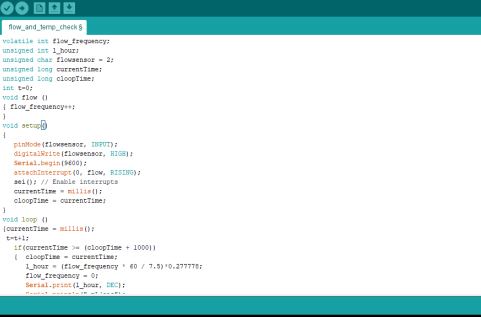 flow_and_temp_check §
volatile int flow_frequency;
unsigned int l_hour;
unsigned char flowsensor = 2;
unsigned long currentTime;
unsigned long cloopTime;
int t=0;
void flow ()
{ flow_frequency++;
}
void setup()
{
pinMode(flowsensor, INPUT);
digitalWrite(flowsensor, HIGH);
Serial.begin(9600);
attachInterrupt(0, flow, RISING);
sei(); // Enable interrupts
currentTime = millis();
cloopTime = currentTime;
}
void loop ()
{currentTime = millis();
t=t+1;
if(currentTime >= (cloopTime + 1000))
{ cloopTime = currentTime;
l_hour = (flow_frequency * 60 / 7.5)*0.277778;
flow_frequency = 0;
Serial.print(l_hour, DEC);